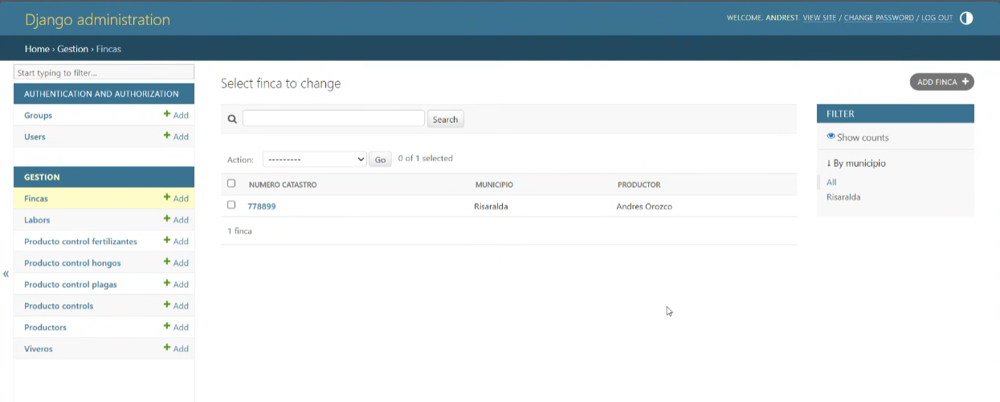 Django administration
WELCOME, ANDREST. VIEW SITE / CHANGE PASSWORD / LOG OUT
Home › Gestion › Fincas
Start typing to filter...
AUTHENTICATION AND AUTHORIZATION
Groups + Add
Users + Add
GESTION
Fincas + Add
Labors + Add
Producto control fertilizantes + Add
Producto control hongos + Add
Producto control plagas + Add
Producto controls + Add
Productors + Add
Viveros + Add
«
Select finca to change
ADD FINCA +
Search
Action: --------- Go 0 of 1 selected
NUMERO CATASTRO MUNICIPIO PRODUCTOR
778899 Risaralda Andres Orozco
1 finca
FILTER
Show counts
↓ By municipio
All
Risaralda